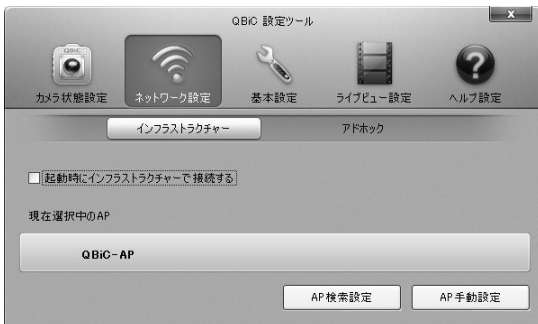 QBiC 設定ツール
x
QBiC
カメラ状態設定 ネットワーク設定 基本設定 ライブビュー設定 ヘルプ設定
インフラストラクチャー アドホック
起動時にインフラストラクチャーで接続する
現在選択中のAP
QBiC-AP
AP検索設定 AP手動設定